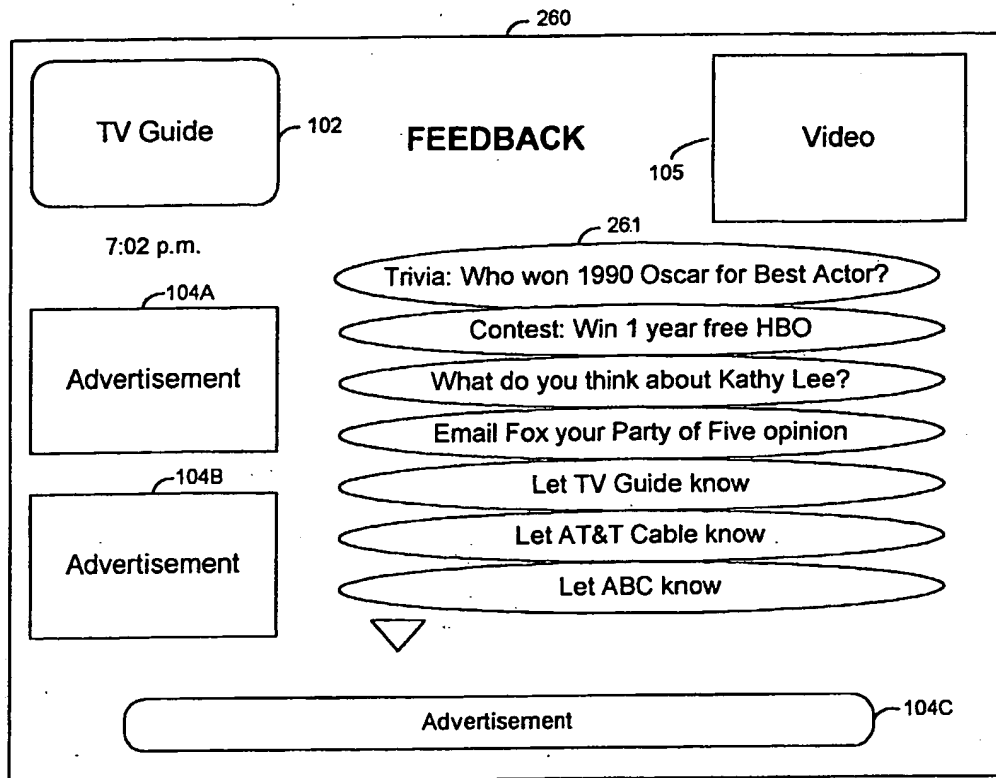 260
TV Guide
102
FEEDBACK
105
Video
7:02 p.m.
261
Trivia: Who won 1990 Oscar for Best Actor?
104A
Contest: Win 1 year free HBO
Advertisement
What do you think about Kathy Lee?
Email Fox your Party of Five opinion
104B
Let TV Guide know
Advertisement
Let AT&T Cable know
Let ABC know
Advertisement
104C